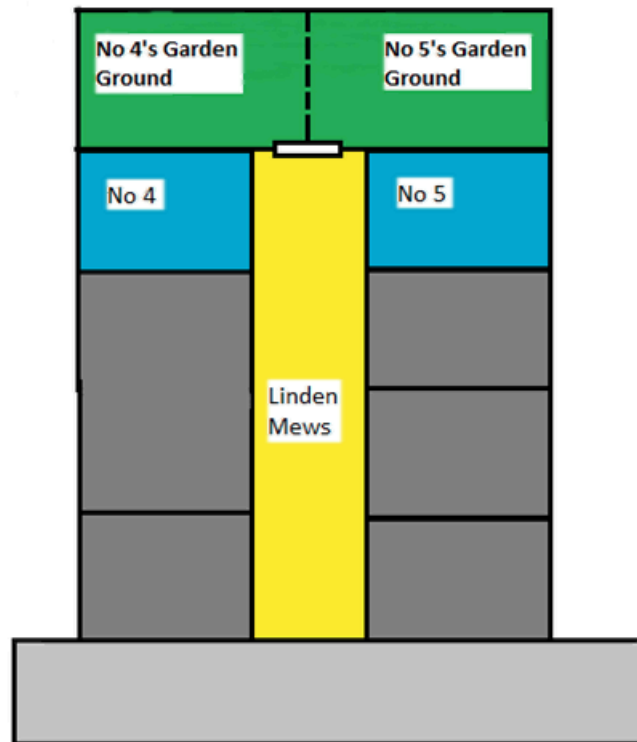 No 4's Garden
Ground
No 5's Garden
Ground
No 4
No 5
Linden
Mews